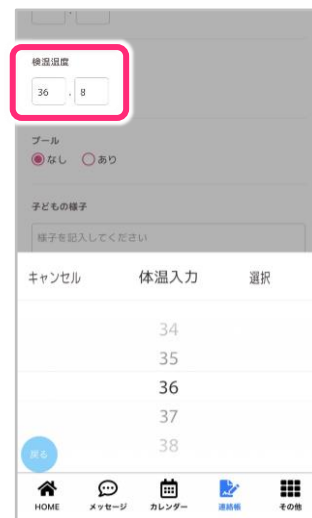 検温温度
36 . 8
プール
なし あり
子どもの様子
様子を記入してください
キャンセル 体温入力 選択
34
35
36
37
38
戻る
HOME メッセージ カレンダー 連絡帳 その他